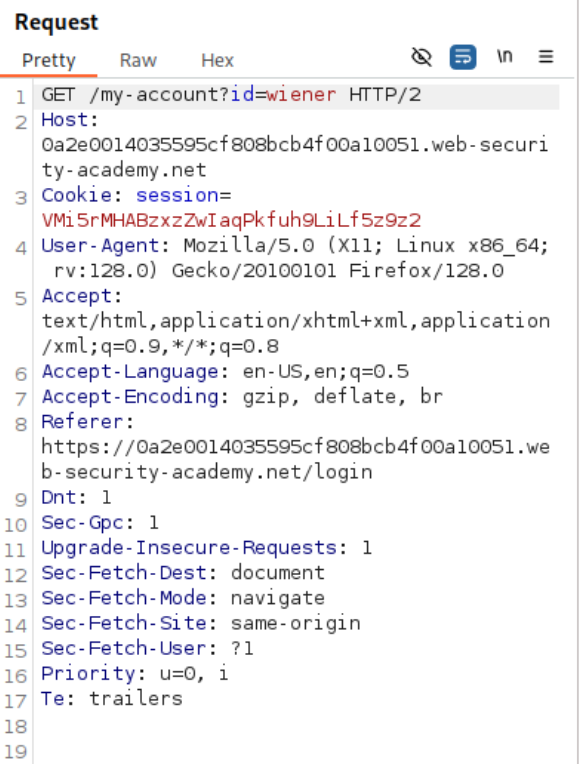 Request
Pretty Raw Hex \n
1 GET /my-account?id=wiener HTTP/2
2 Host:
0a2e0014035595cf808bcb4f00a10051.web-securi
ty-academy.net
3 Cookie: session=
VMi5rMHABzxzZwIaqPkfuh9LiLf5z9z2
4 User-Agent: Mozilla/5.0 (X11; Linux x86_64;
rv:128.0) Gecko/20100101 Firefox/128.0
5 Accept:
text/html,application/xhtml+xml,application
/xml;q=0.9,*/*;q=0.8
6 Accept-Language: en-US,en;q=0.5
7 Accept-Encoding: gzip, deflate, br
8 Referer:
https://0a2e0014035595cf808bcb4f00a10051.we
b-security-academy.net/login
9 Dnt: 1
10 Sec-Gpc: 1
11 Upgrade-Insecure-Requests: 1
12 Sec-Fetch-Dest: document
13 Sec-Fetch-Mode: navigate
14 Sec-Fetch-Site: same-origin
15 Sec-Fetch-User: ?1
16 Priority: u=0, i
17 Te: trailers
18
19